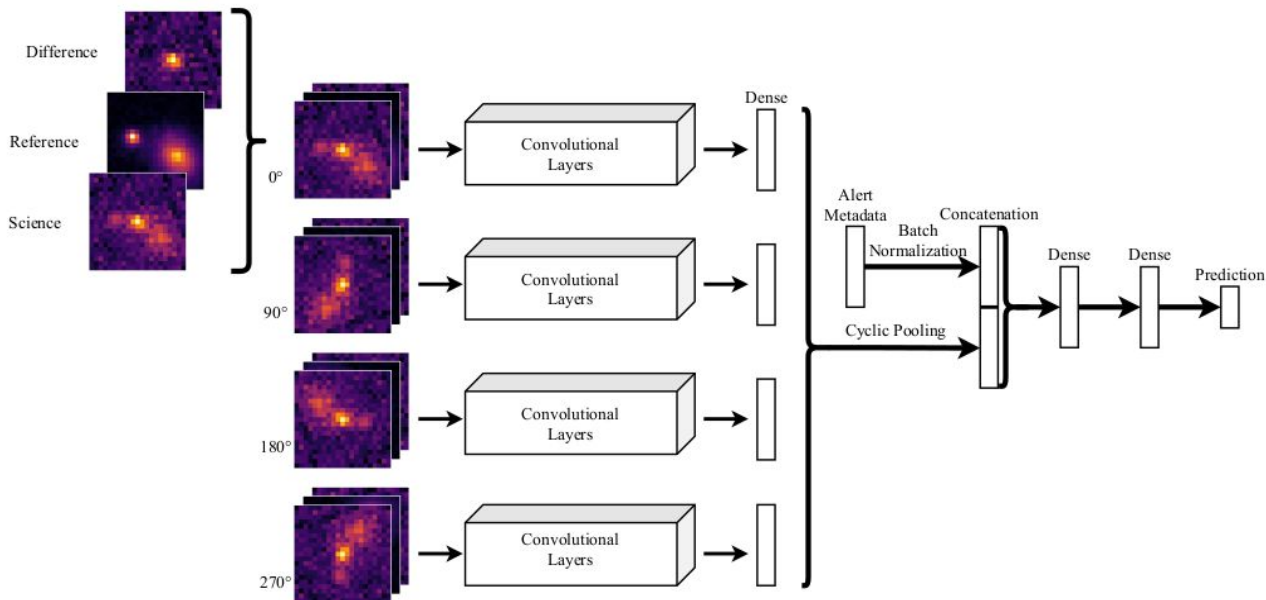 Difference
Reference
Science
0°
90°
180°
270°
Convolutional
Layers
Convolutional
Layers
Convolutional
Layers
Convolutional
Layers
Dense
Alert
Metadata
Batch
Normalization
Concatenation
Cyclic Pooling
Dense
Dense
Prediction